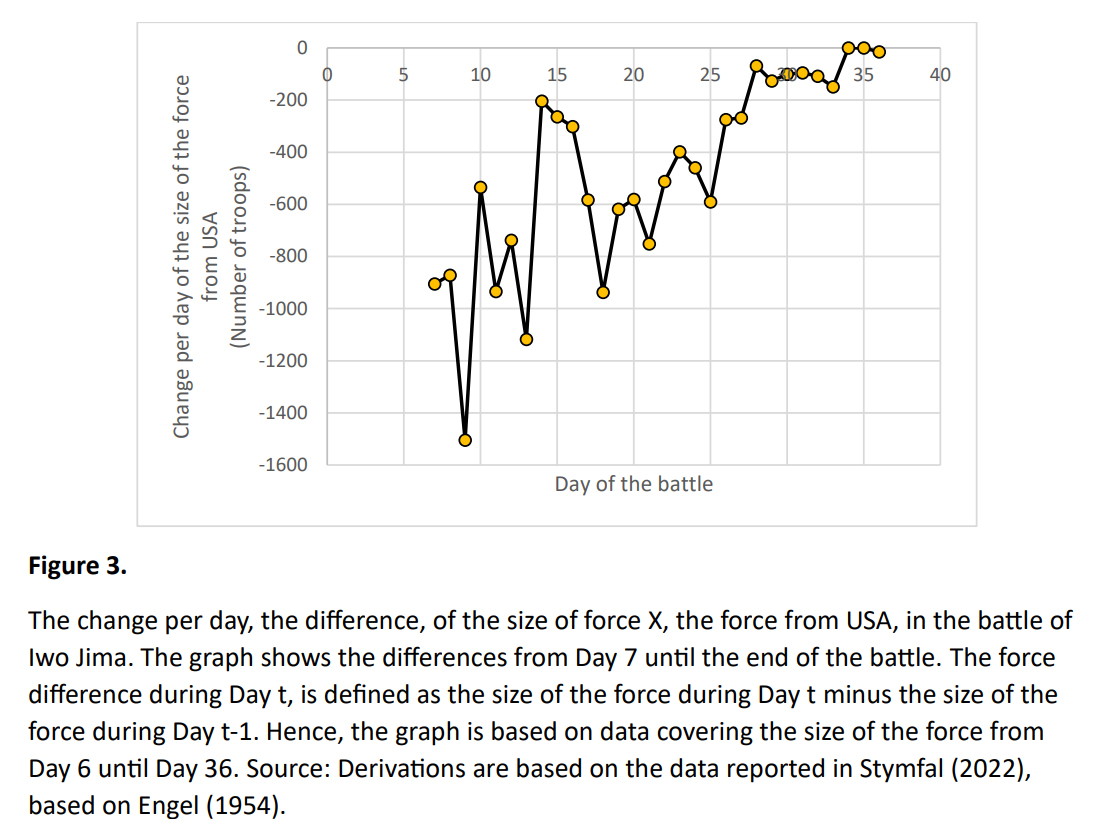 Change per day of the size of the force
from USA
(Number of troops)
0
-200
-400
-600
-800
-1000
-1200
-1400
-1600
0 5 10 15 20 25 30 35 40
Day of the battle
Figure 3.
The change per day, the difference, of the size of force X, the force from USA, in the battle of
Iwo Jima. The graph shows the differences from Day 7 until the end of the battle. The force
difference during Day t, is defined as the size of the force during Day t minus the size of the
force during Day t-1. Hence, the graph is based on data covering the size of the force from
Day 6 until Day 36. Source: Derivations are based on the data reported in Stymfal (2022),
based on Engel (1954).